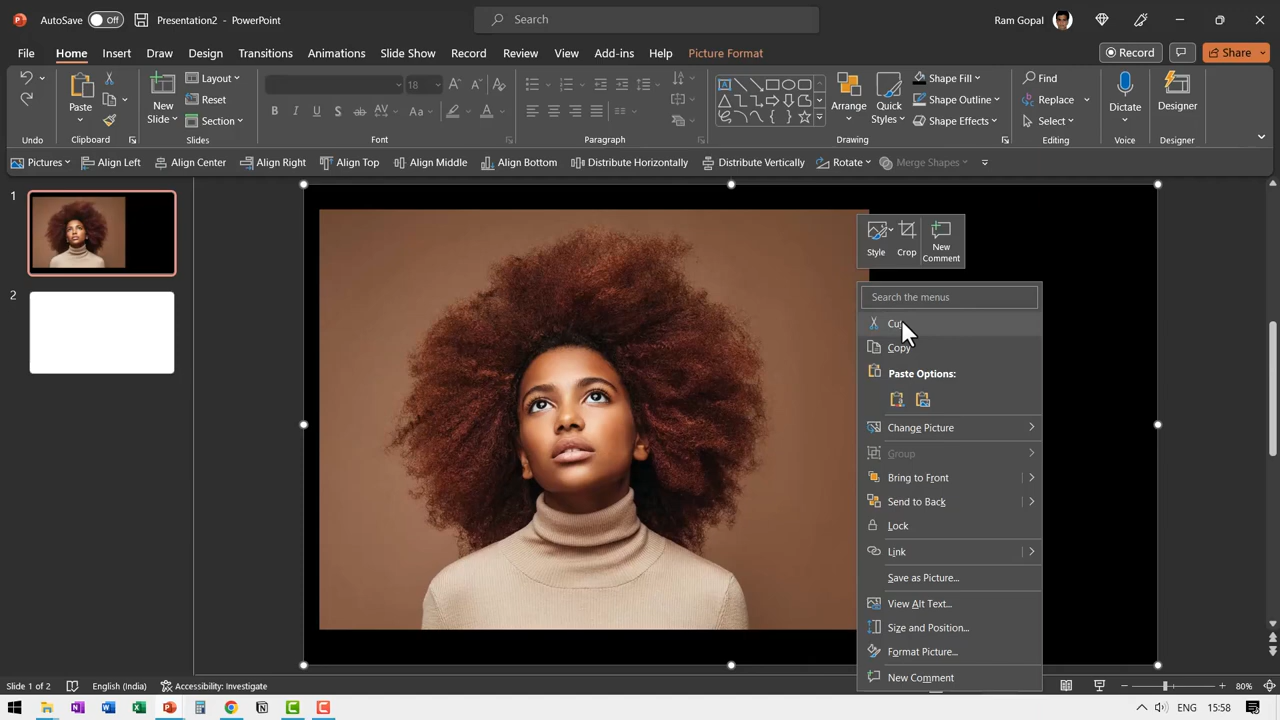 AutoSave Off Presentation2 - PowerPoint Search Ram Gopal
File Home Insert Draw Design Transitions Animations Slide Show Record Review View Add-ins Help Picture Format Record Share
Paste New Slide Layout Reset Section 18 Aa Arrange Quick Styles Shape Fill Shape Outline Shape Effects Find Replace Select Dictate Designer
Undo Clipboard Slides Font Paragraph Drawing Editing Voice Designer
Pictures Align Left Align Center Align Right Align Top Align Middle Align Bottom Distribute Horizontally Distribute Vertically Rotate Merge Shapes
1
2
Style Crop New Comment
Search the menus
Cut
Copy
Paste Options:
Change Picture
Group
Bring to Front
Send to Back
Lock
Link
Save as Picture...
View Alt Text...
Size and Position...
Format Picture...
New Comment
Slide 1 of 2 English (India) Accessibility: Investigate 80%
ENG 15:58